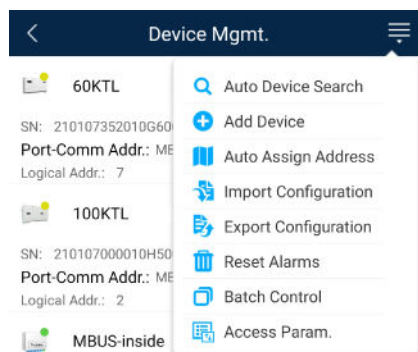 Device Mgmt.
60KTL
SN: 210107352010G60
Port-Comm Addr.: ME
Logical Addr.: 7
100KTL
SN: 210107000010H50
Port-Comm Addr.: ME
Logical Addr.: 2
MBUS-inside
Auto Device Search
Add Device
Auto Assign Address
Import Configuration
Export Configuration
Reset Alarms
Batch Control
Access Param.